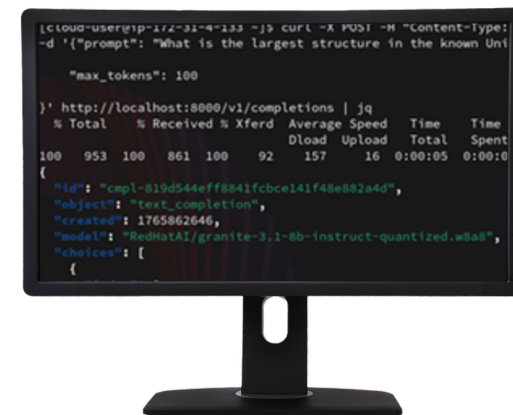 [cloud-user@ip-172-31-4-133 ~]$ curl -X POST -H "Content-Type:
-d '{"prompt": "What is the largest structure in the known Uni
"max_tokens": 100
}' http://localhost:8000/v1/completions | jq
% Total % Received % Xferd Average Speed Time Time
Dload Upload Total Spent
100 953 100 861 100 92 157 16 0:00:05 0:00:0
{
"id": "cmpl-819d544eff8841fcbce141f48e882a4d",
"object": "text_completion",
"created": 1765862646,
"model": "RedHatAI/granite-3.1-8b-instruct-quantized.w8a8",
"choices": [
{